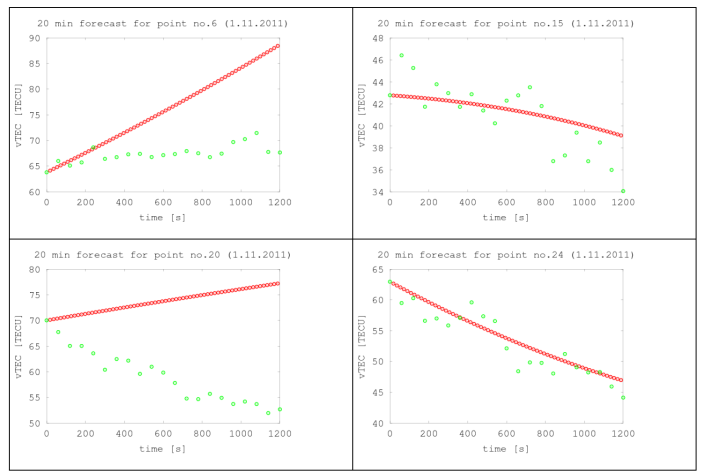 20 min forecast for point no.6 (1.11.2011)
90
85
80
75
70
65
60
vTEC [TECU]
0 200 400 600 800 1000 1200
time [s]
20 min forecast for point no.15 (1.11.2011)
48
46
44
42
40
38
36
34
vTEC [TECU]
0 200 400 600 800 1000 1200
time [s]
20 min forecast for point no.20 (1.11.2011)
80
75
70
65
60
55
50
vTEC [TECU]
0 200 400 600 800 1000 1200
time [s]
20 min forecast for point no.24 (1.11.2011)
65
60
55
50
45
40
vTEC [TECU]
0 200 400 600 800 1000 1200
time [s]